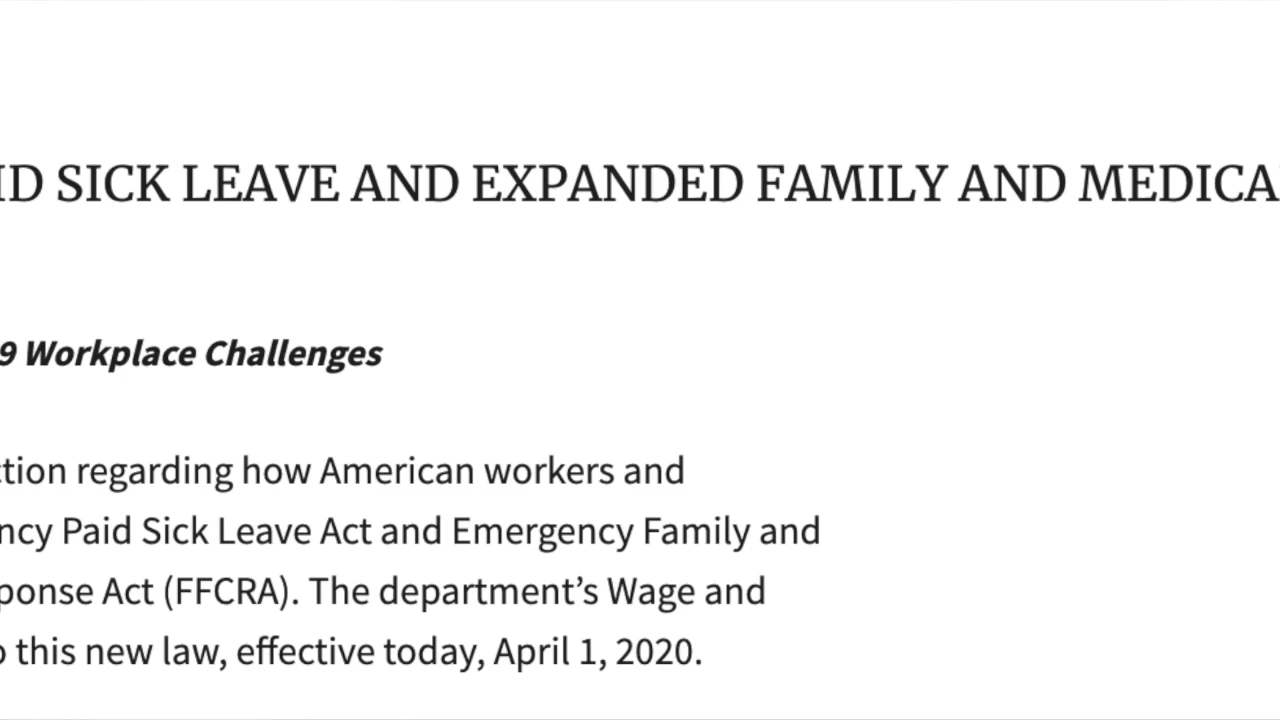 ID SICK LEAVE AND EXPANDED FAMILY AND MEDICA
9 Workplace Challenges
ction regarding how American workers and
ncy Paid Sick Leave Act and Emergency Family and
ponse Act (FFCRA). The department’s Wage and
o this new law, effective today, April 1, 2020.